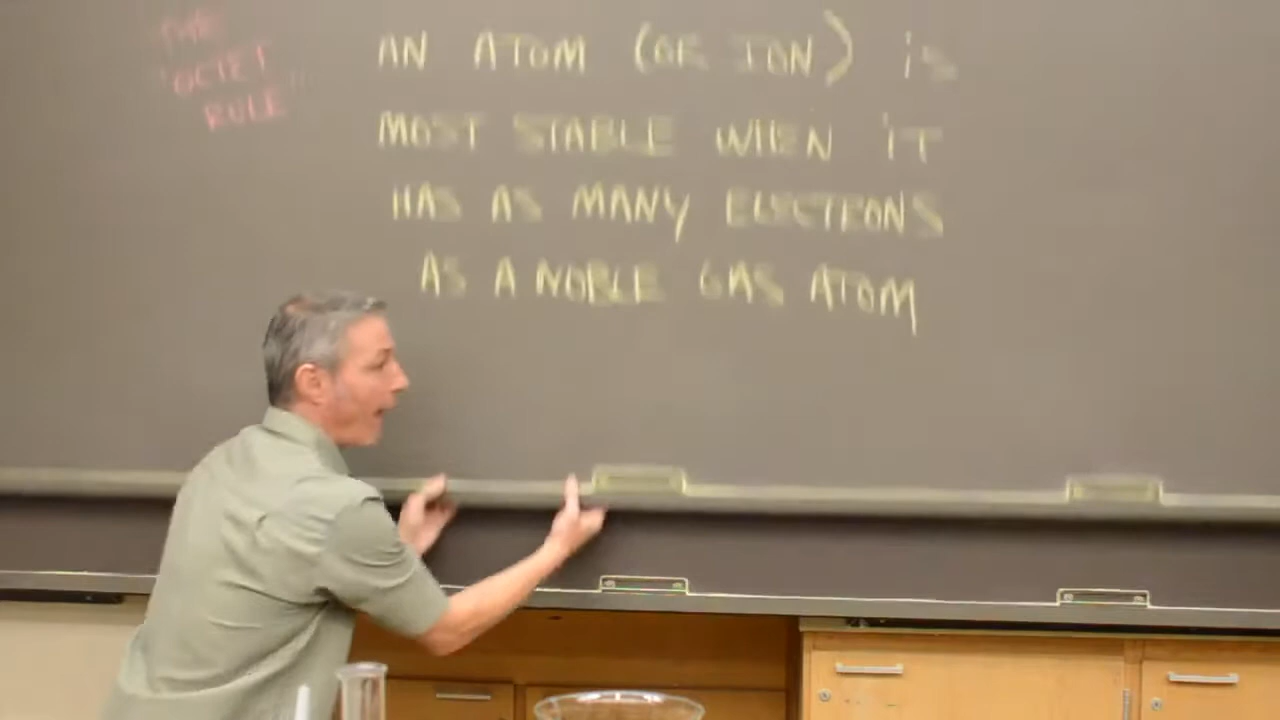 THE
"OCTET
RULE"
AN ATOM (OR ION) is
MOST STABLE WHEN IT
HAS AS MANY ELECTRONS
AS A NOBLE GAS ATOM